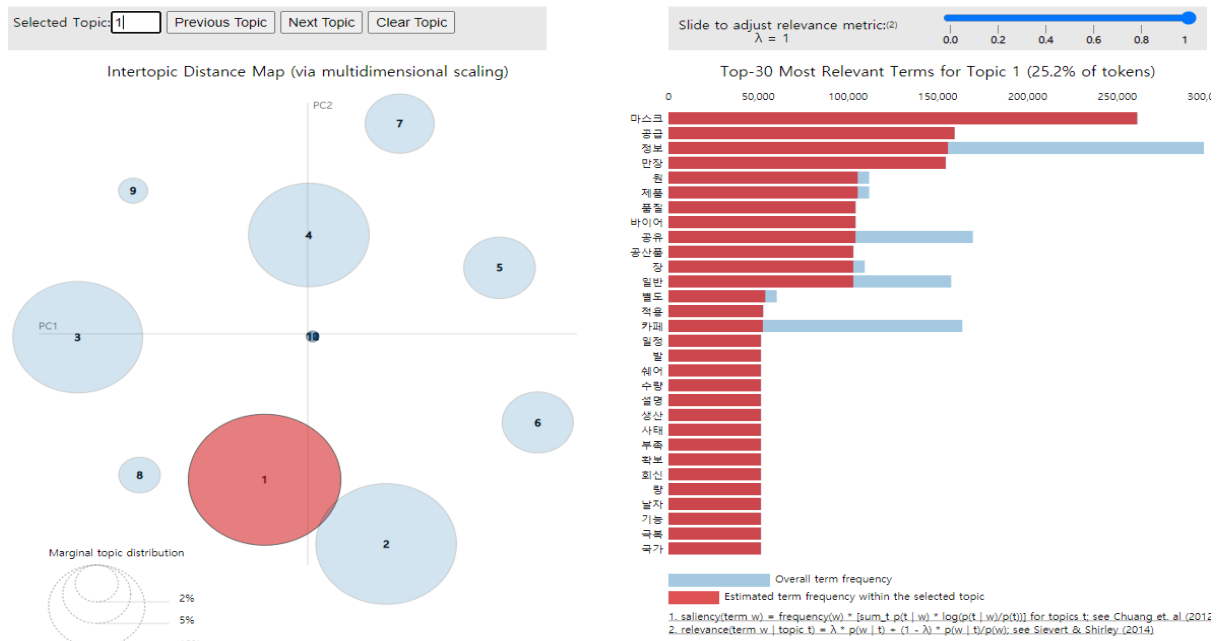 Selected Topic: 1 Previous Topic Next Topic Clear Topic
Slide to adjust relevance metric:(2)
λ = 1
0.0 0.2 0.4 0.6 0.8 1
Intertopic Distance Map (via multidimensional scaling)
PC2
PC1
7
9
4
5
3
10
6
8
1
2
Marginal topic distribution
2%
5%
Top-30 Most Relevant Terms for Topic 1 (25.2% of tokens)
0 50,000 100,000 150,000 200,000 250,000 300,
마스크
공급
정보
만장
원
제품
품질
바이어
공유
공산품
장
일반
별도
적용
카페
일정
발
쉐어
수량
설명
생산
사태
부족
확보
회신
량
날자
기능
극복
국가
Overall term frequency
Estimated term frequency within the selected topic
1. saliency(term w) = frequency(w) * [sum_t p(t | w) * log(p(t | w)/p(t))] for topics t; see Chuang et. al (2012
2. relevance(term w | topic t) = λ * p(w | t) + (1 - λ) * p(w | t)/p(w); see Sievert & Shirley (2014)